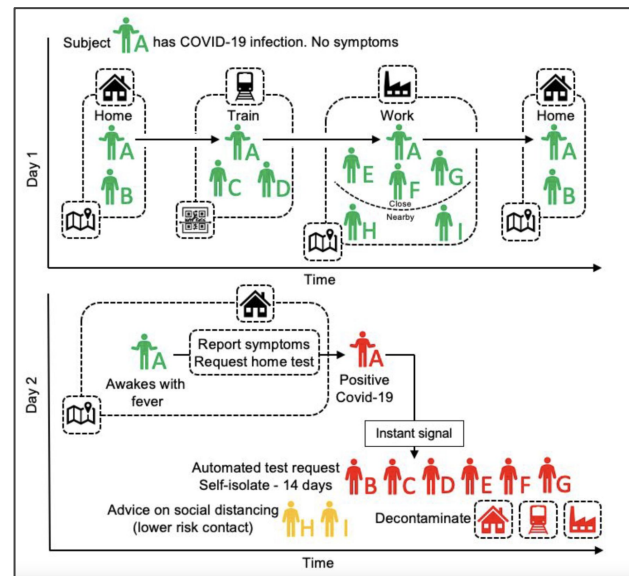 Subject A has COVID-19 infection. No symptoms
Day 1
Home
Train
Work
Home
A
A
A
A
B
C
D
E
F
G
B
Close
Nearby
H
I
Time
Day 2
A
Report symptoms
Request home test
A
Awakes with
fever
Positive
Covid-19
Instant signal
Automated test request
Self-isolate - 14 days
B
C
D
E
F
G
Advice on social distancing
(lower risk contact)
H
I
Decontaminate
Time